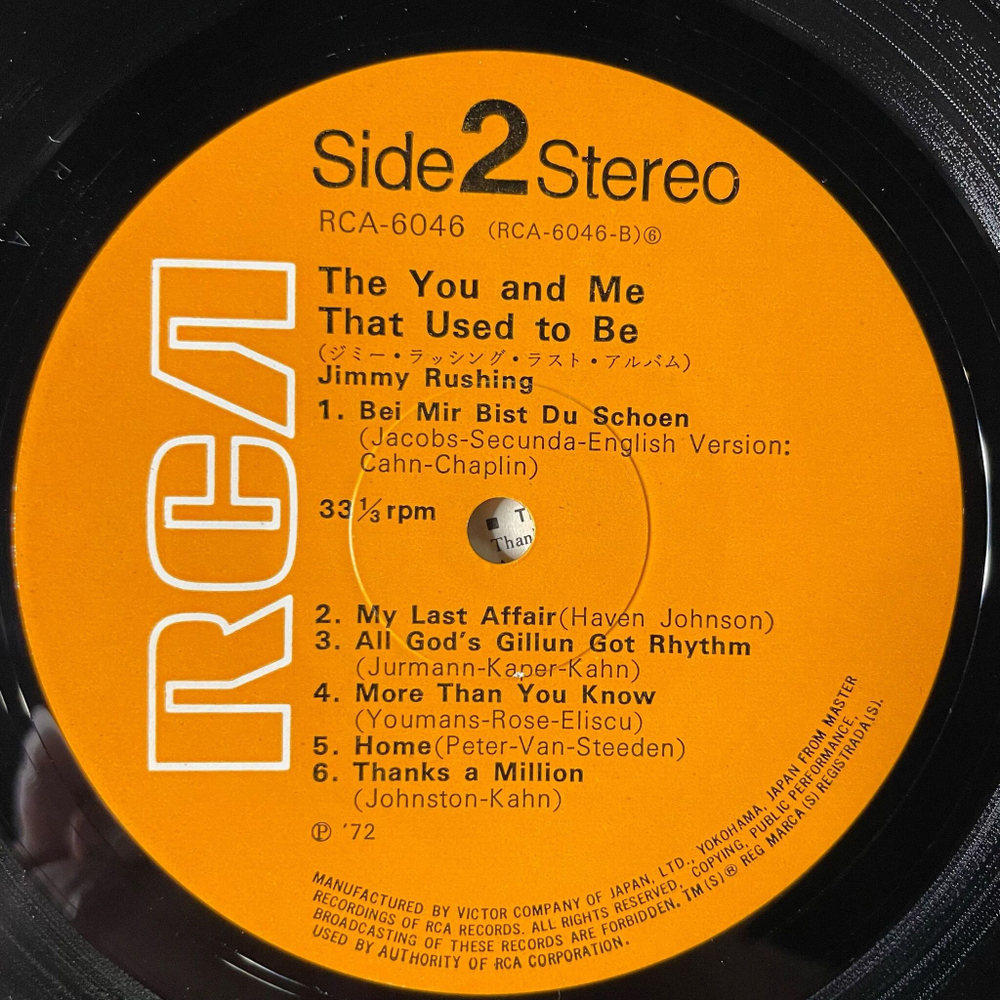 Side 2 Stereo
RCA-6046 (RCA-6046-B)⑥
The You and Me
That Used to Be
(ジミー・ラッシング・ラスト・アルバム)
Jimmy Rushing
1. Bei Mir Bist Du Schoen
(Jacobs-Secunda-English Version:
Cahn-Chaplin)
33 1/3 rpm
■ T
Than
2. My Last Affair(Haven Johnson)
3. All God's Gillun Got Rhythm
(Jurmann-Kaper-Kahn)
4. More Than You Know
(Youmans-Rose-Eliscu)
5. Home(Peter-Van-Steeden)
6. Thanks a Million
(Johnston-Kahn)
Ⓟ '72
RCA
MANUFACTURED BY VICTOR COMPANY OF JAPAN, LTD., YOKOHAMA, JAPAN FROM MASTER
RECORDINGS OF RCA RECORDS. ALL RIGHTS RESERVED, COPYING, PUBLIC PERFORMANCE,
BROADCASTING OF THESE RECORDS ARE FORBIDDEN. TM(S)® REG MARCA(S) REGISTRADA(S).
USED BY AUTHORITY OF RCA CORPORATION.